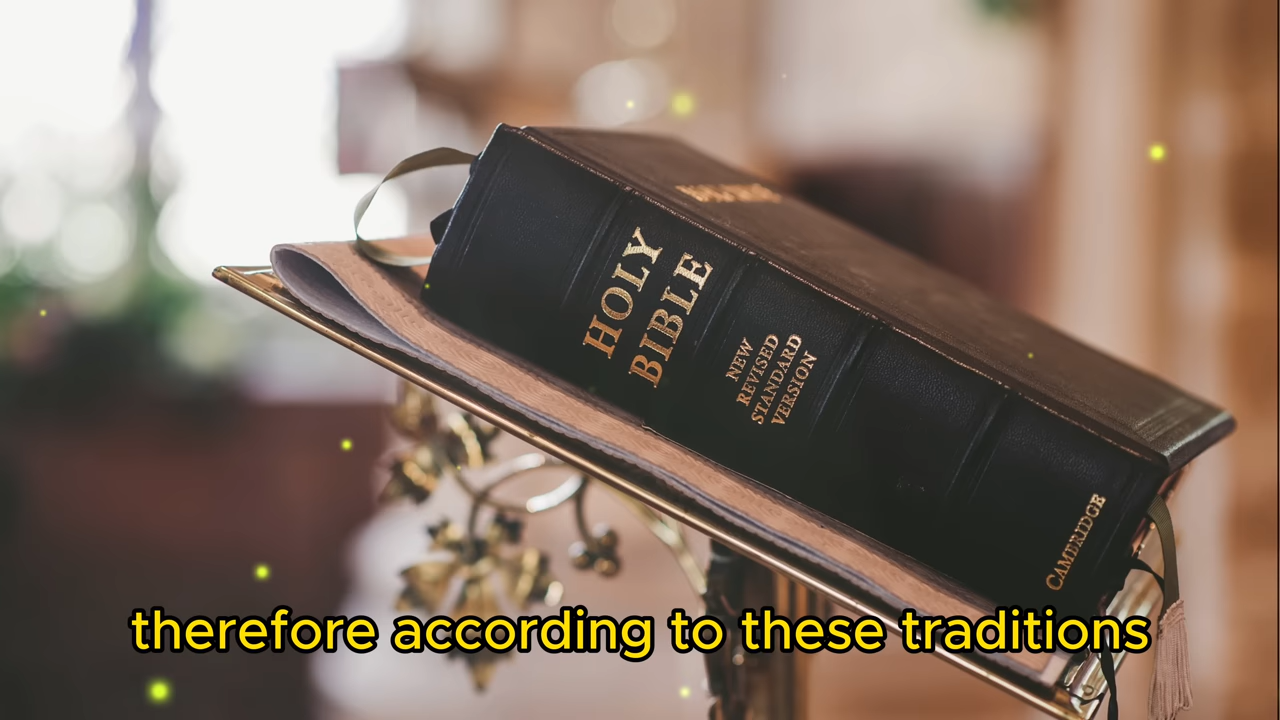 HOLY
BIBLE
NEW
REVISED
STANDARD
VERSION
CAMBRIDGE
therefore according to these traditions